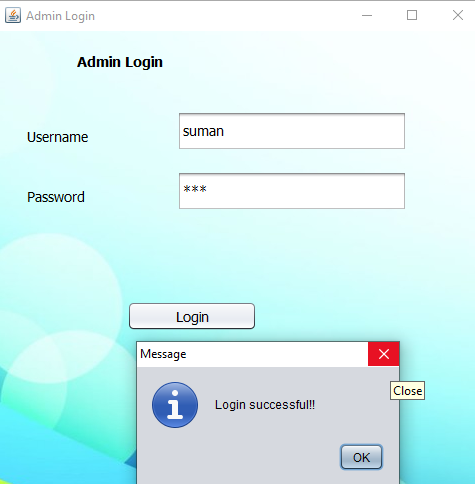 Admin Login
Admin Login
Username
suman
Password
***
Login
Message
Login successful!!
Close
OK